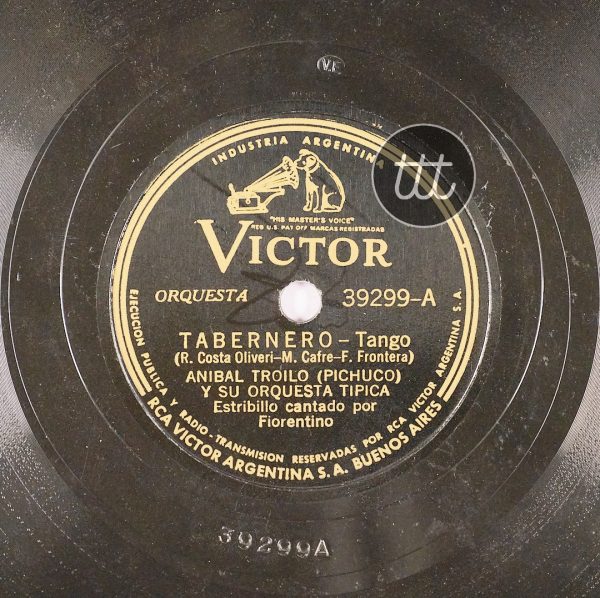 V.E
INDUSTRIA ARGENTINA
ttt
"HIS MASTER'S VOICE"
REG U.S. PAT OFF MARCAS REGISTRADAS
VICTOR
ORQUESTA 39299-A
TABERNERO - Tango
(R. Costa Oliveri-M. Cafre-F. Frontera)
ANIBAL TROILO (PICHUCO)
Y SU ORQUESTA TIPICA
Estribillo cantado por
Fiorentino
EJECUCION PUBLICA Y RADIO-TRANSMISION RESERVADAS POR RCA VICTOR ARGENTINA S. A.
RCA VICTOR ARGENTINA S. A. BUENOS AIRES
39299A